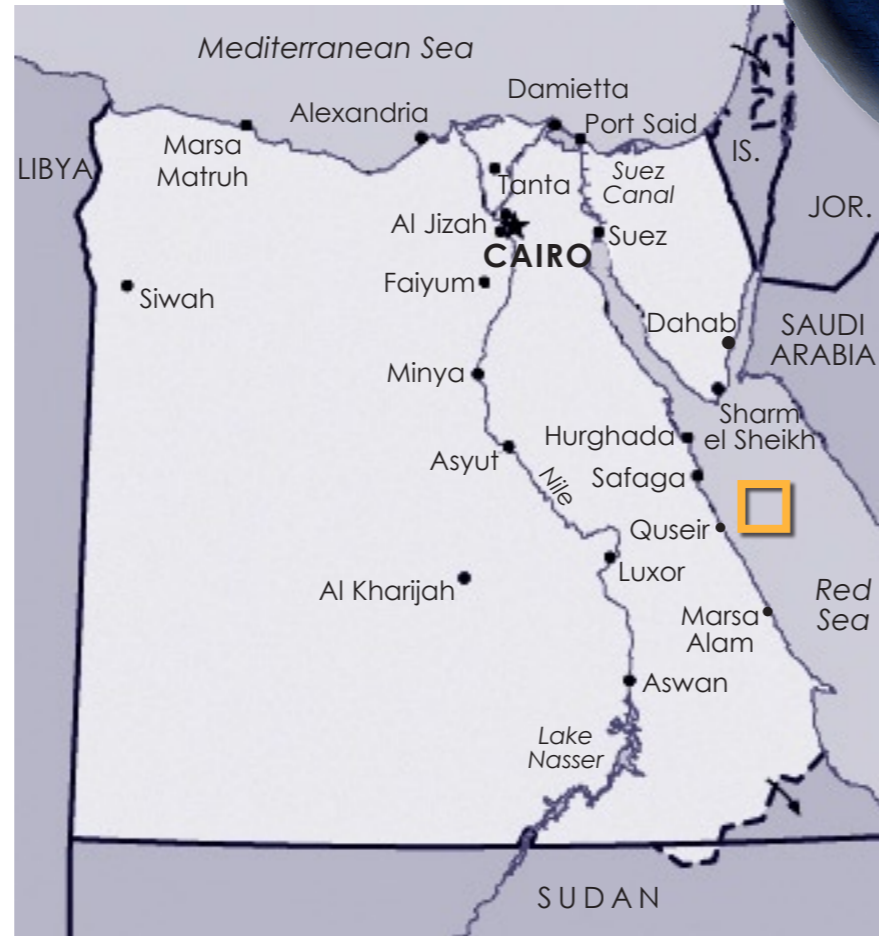 Mediterranean Sea
Damietta
Alexandria
Port Said
Marsa
Matruh
IS.
LIBYA
Suez
Canal
Tanta
JOR.
Al Jizah
Suez
CAIRO
Faiyum
Siwah
Dahab
SAUDI
ARABIA
Minya
Sharm
el Sheikh
Hurghada
Asyut
Safaga
Nile
Quseir
Luxor
Al Kharijah
Red
Sea
Marsa
Alam
Aswan
Lake
Nasser
SUDAN